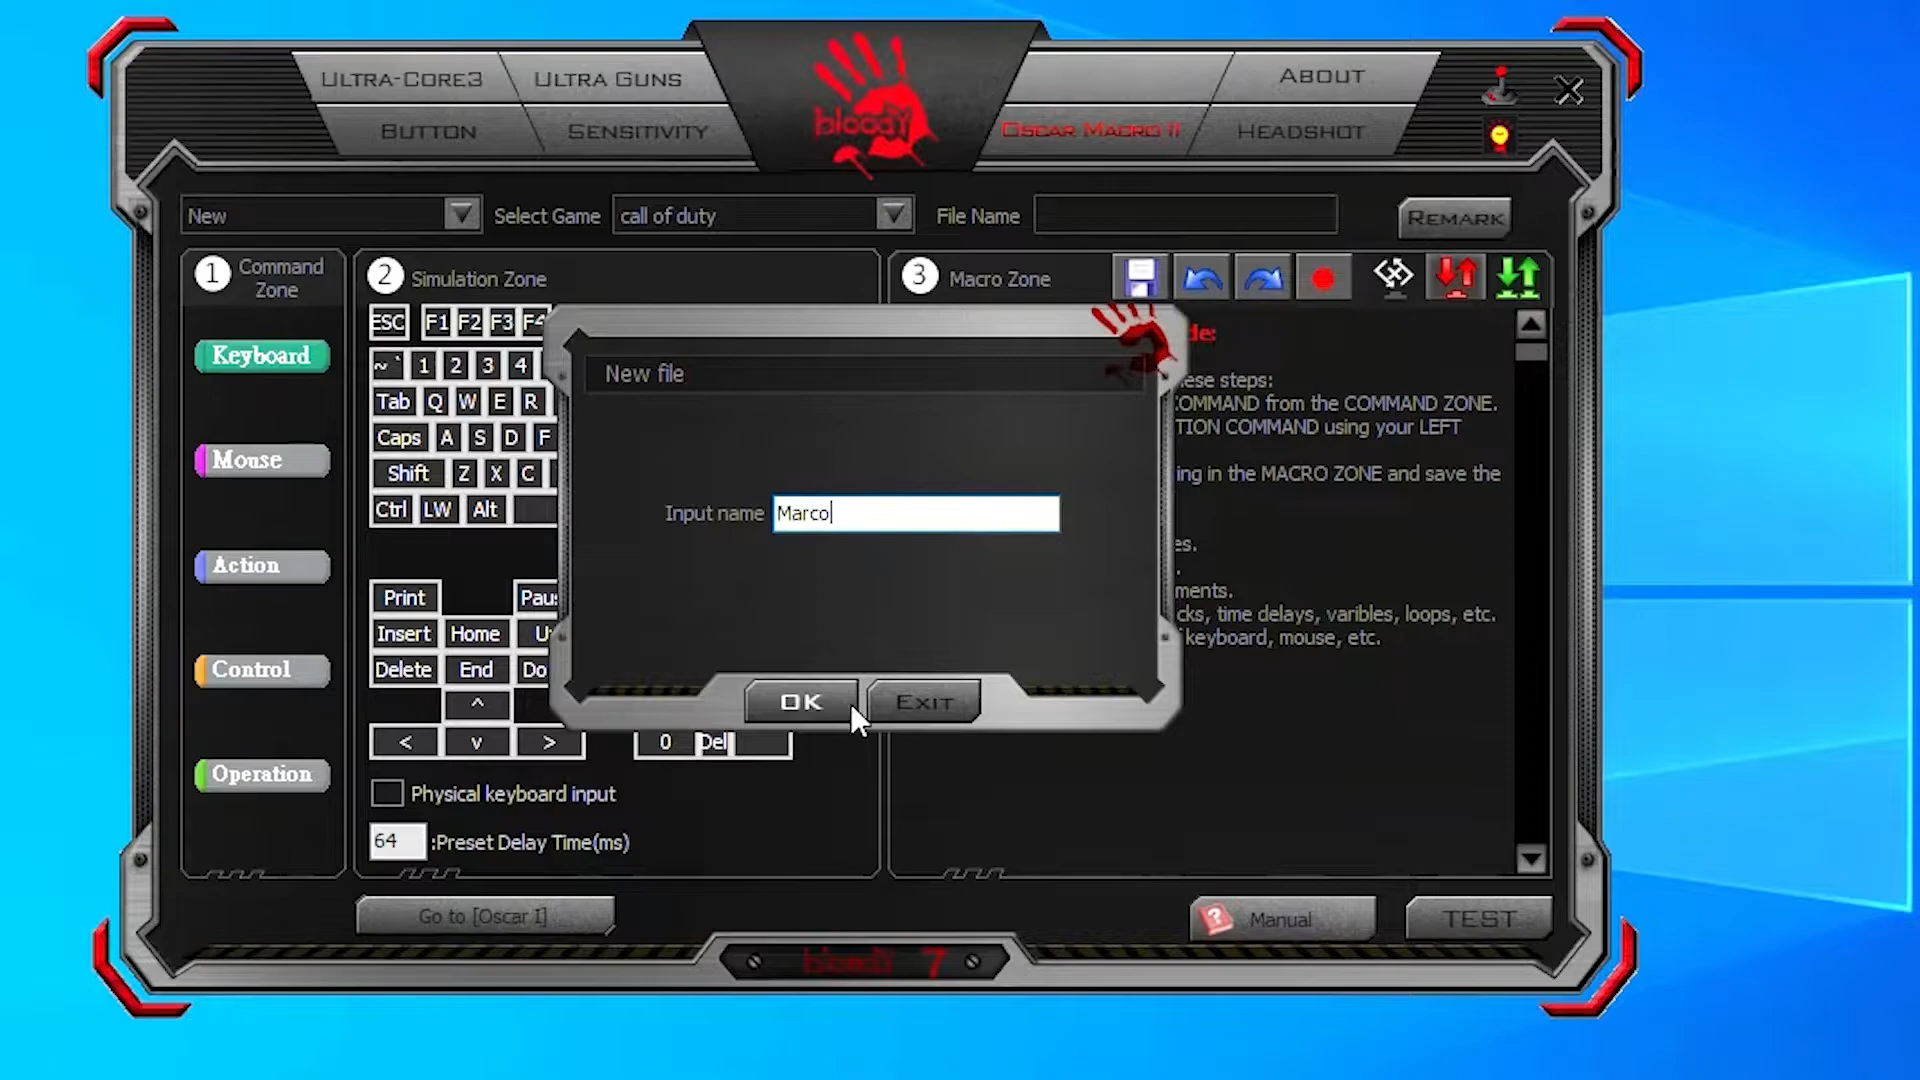 ULTRA-CORE3
ULTRA GUNS
ABOUT
BUTTON
SENSITIVITY
bloody
OSCAR MACRO II
HEADSHOT
New
Select Game
call of duty
File Name
REMARK
1
Command
Zone
2
Simulation Zone
3
Macro Zone
Keyboard
Mouse
Action
Control
Operation
ESC F1 F2 F3 F4
~ ` 1 2 3 4
Tab Q W E R
Caps A S D F
Shift Z X C
Ctrl LW Alt
Print
Insert Home
Delete End
^
< v >
0 Del
Physical keyboard input
64 :Preset Delay Time(ms)
New file
Input name Marco
OK
EXIT
de:
ese steps:
COMMAND from the COMMAND ZONE.
TION COMMAND using your LEFT
ing in the MACRO ZONE and save the
es.
ments.
cks, time delays, varibles, loops, etc.
keyboard, mouse, etc.
Go to [Oscar I]
Manual
TEST
bloody 7